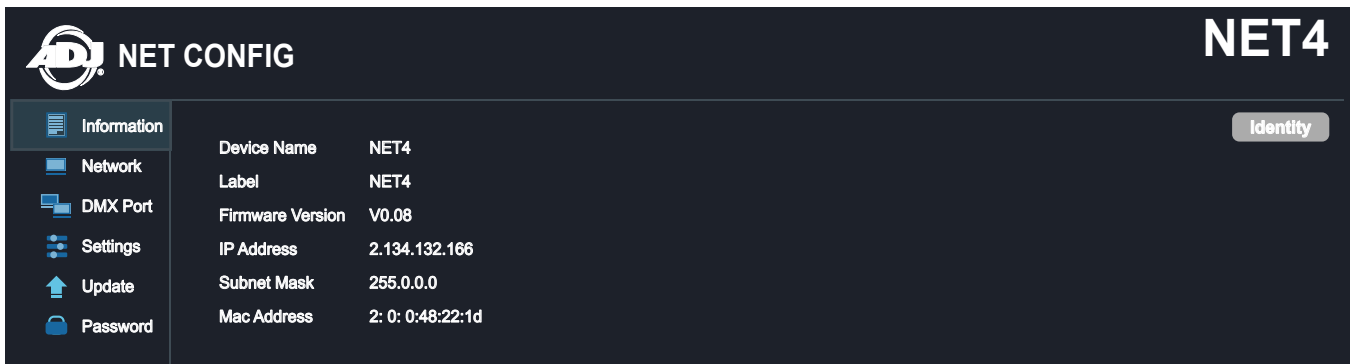 ADJ NET CONFIG
NET4
Information
Network
DMX Port
Settings
Update
Password
Identity
Device Name NET4
Label NET4
Firmware Version V0.08
IP Address 2.134.132.166
Subnet Mask 255.0.0.0
Mac Address 2: 0: 0:48:22:1d